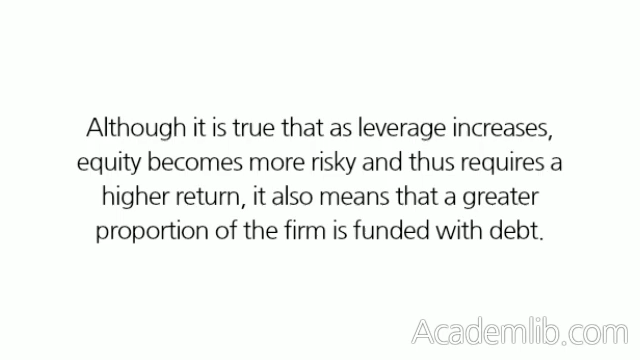 Although it is true that as leverage increases,
equity becomes more risky and thus requires a
higher return, it also means that a greater
proportion of the firm is funded with debt.
Academlib.com